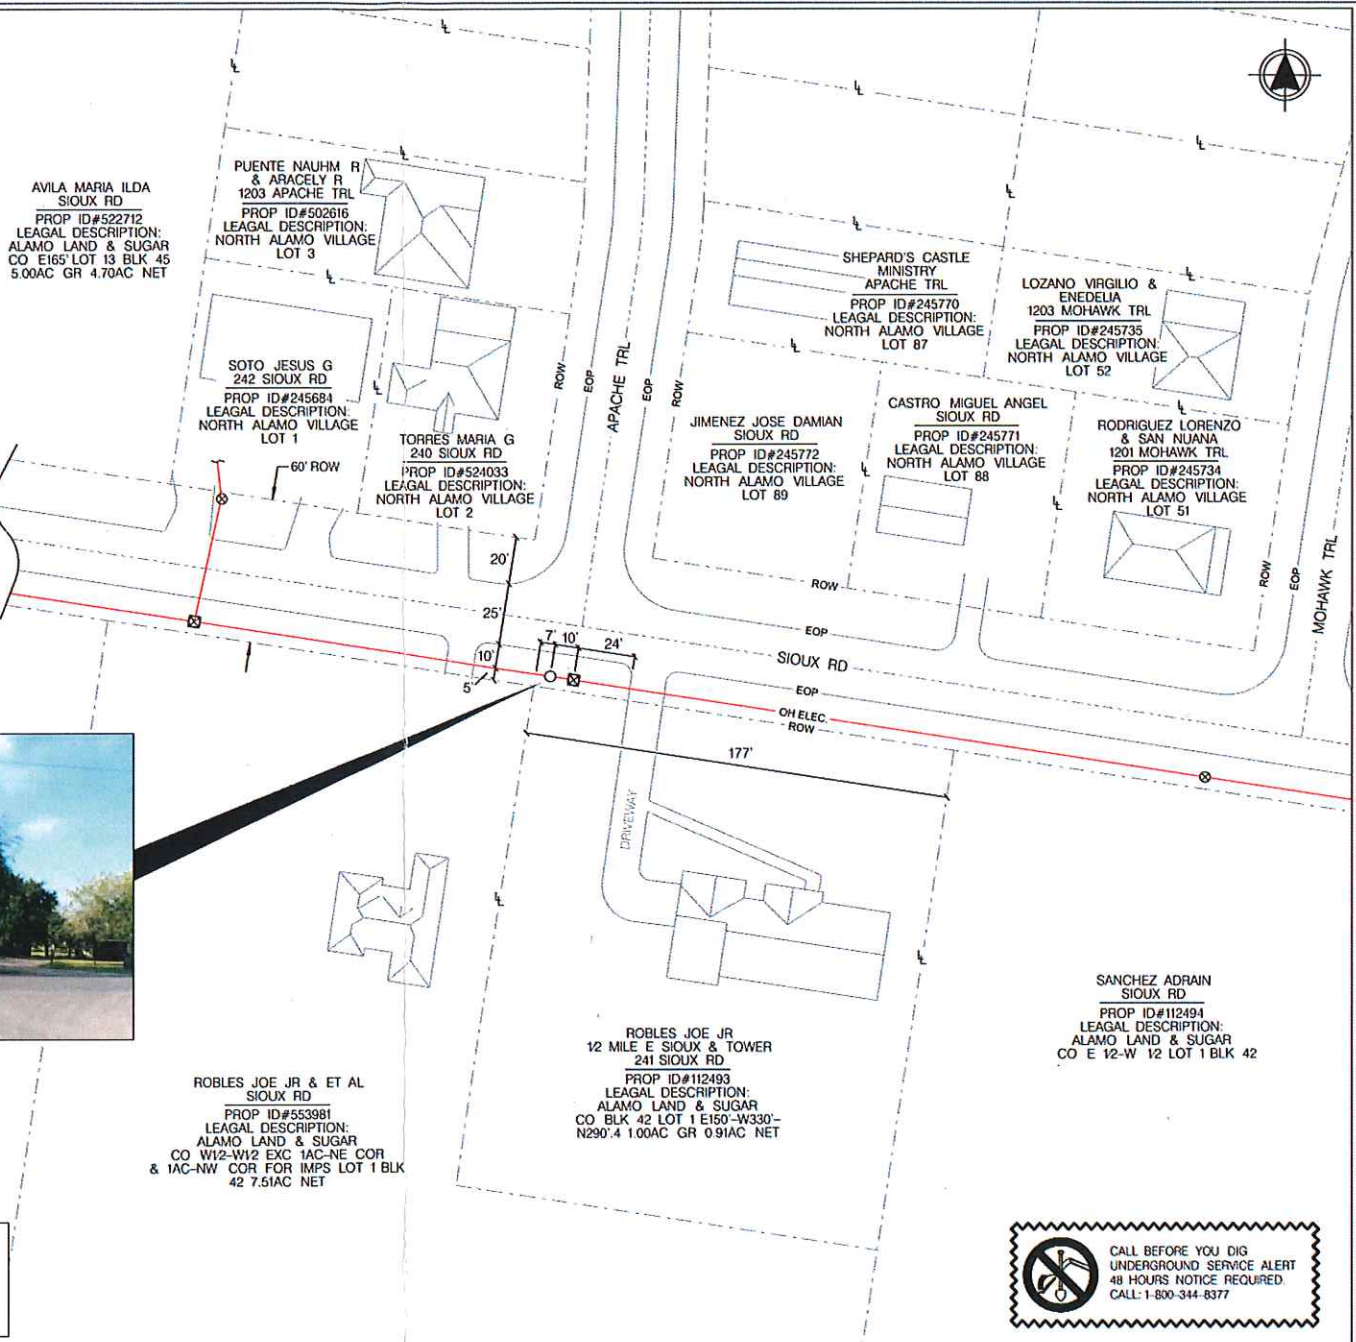 AVILA MARIA ILDA
SIOUX RD
PROP ID#522712
LEAGAL DESCRIPTION:
ALAMO LAND & SUGAR
CO E165' LOT 13 BLK 45
5.00AC GR 4.70AC NET
PUENTE NAUHM R
& ARACELY R
1203 APACHE TRL
PROP ID#502616
LEAGAL DESCRIPTION:
NORTH ALAMO VILLAGE
LOT 3
SOTO JESUS G
242 SIOUX RD
PROP ID#245684
LEAGAL DESCRIPTION:
NORTH ALAMO VILLAGE
LOT 1
TORRES MARIA G
240 SIOUX RD
PROP ID#524033
LEAGAL DESCRIPTION:
NORTH ALAMO VILLAGE
LOT 2
60' ROW
ROW
EOP
APACHE TRL
EOP
ROW
SHEPARD'S CASTLE
MINISTRY
APACHE TRL
PROP ID#245770
LEAGAL DESCRIPTION:
NORTH ALAMO VILLAGE
LOT 87
LOZANO VIRGILIO &
ENEDELIA
1203 MOHAWK TRL
PROP ID#245735
LEAGAL DESCRIPTION:
NORTH ALAMO VILLAGE
LOT 52
JIMENEZ JOSE DAMIAN
SIOUX RD
PROP ID#245772
LEAGAL DESCRIPTION:
NORTH ALAMO VILLAGE
LOT 89
CASTRO MIGUEL ANGEL
SIOUX RD
PROP ID#245771
LEAGAL DESCRIPTION:
NORTH ALAMO VILLAGE
LOT 88
RODRIGUEZ LORENZO
& SAN NUANA
1201 MOHAWK TRL
PROP ID#245734
LEAGAL DESCRIPTION:
NORTH ALAMO VILLAGE
LOT 51
ROW
EOP
MOHAWK TRL
20'
25'
10'
5'
7'
10'
24'
ROW
EOP
SIOUX RD
EOP
OH ELEC.
ROW
177'
DRIVEWAY
ROBLES JOE JR & ET AL
SIOUX RD
PROP ID#553981
LEAGAL DESCRIPTION:
ALAMO LAND & SUGAR
CO W1/2-W1/2 EXC 1AC-NE COR
& 1AC-NW COR FOR IMPS LOT 1 BLK
42 7.51AC NET
ROBLES JOE JR
1/2 MILE E SIOUX & TOWER
241 SIOUX RD
PROP ID#112493
LEAGAL DESCRIPTION:
ALAMO LAND & SUGAR
CO BLK 42 LOT 1 E150'-W330'-
N290'.4 1.00AC GR 0.91AC NET
SANCHEZ ADRAIN
SIOUX RD
PROP ID#112494
LEAGAL DESCRIPTION:
ALAMO LAND & SUGAR
CO E 1/2-W 1/2 LOT 1 BLK 42
CALL BEFORE YOU DIG
UNDERGROUND SERVICE ALERT
48 HOURS NOTICE REQUIRED.
CALL: 1-800-344-8377